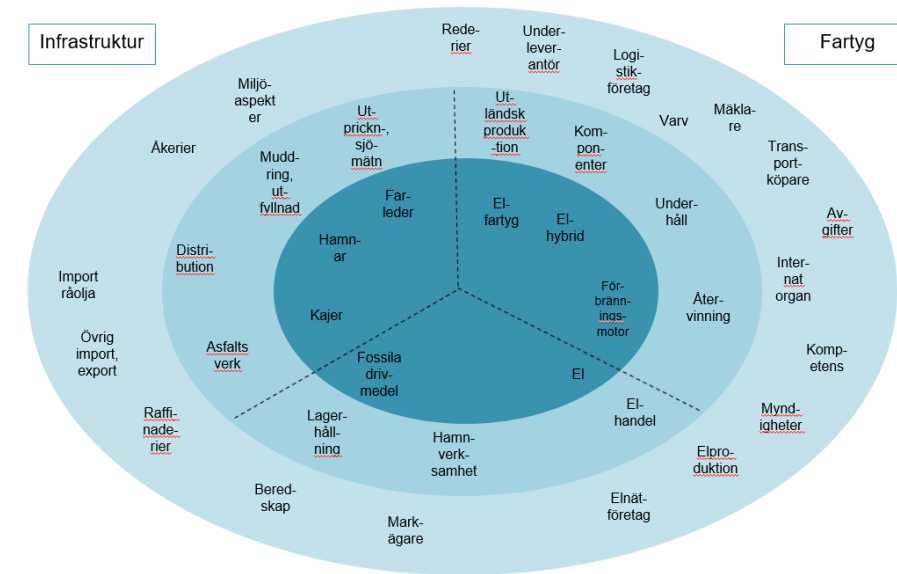 Infrastruktur
Fartyg
Rede-
rier
Under-
lever-
antör
Logi-
stik-
företag
Miljö-
aspekt
er
Ut-
prickn-,
sjö-
mätn
Ut-
ländsk
produk
-tion
Kom-
pon-
enter
Varv
Mäkla-
re
Åkerier
Mudd-
ring,
ut-
fyllnad
Trans-
port-
köpare
Far-
leder
El-
fartyg
El-
hybrid
Under-
håll
Av-
gifter
Hamn-
ar
Distri-
bution
Inter-
nat
organ
Import
råolja
Kajer
För-
bränn-
ings-
motor
Åter-
vinning
Övrig
import,
export
Asfalts
verk
Fossila
driv-
medel
El
Komp-
etens
Raffi-
nade-
rier
Lager-
håll-
ning
Hamn-
verk-
samhet
El-
handel
Mynd-
igheter
Elpro-
duktion
Bered-
skap
Mark-
ägare
Elnät-
företag